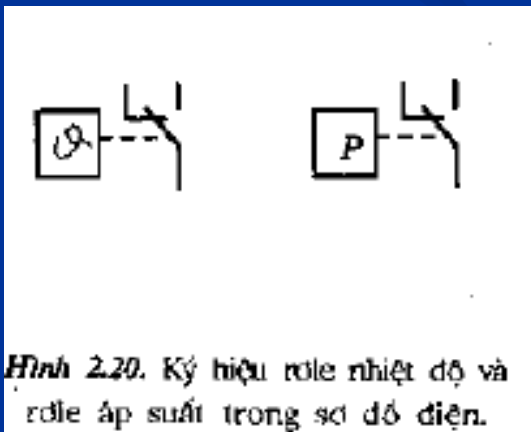 ϑ P
Hình 2.20. Ký hiệu rơle nhiệt độ và
rơle áp suất trong sơ đồ điện.